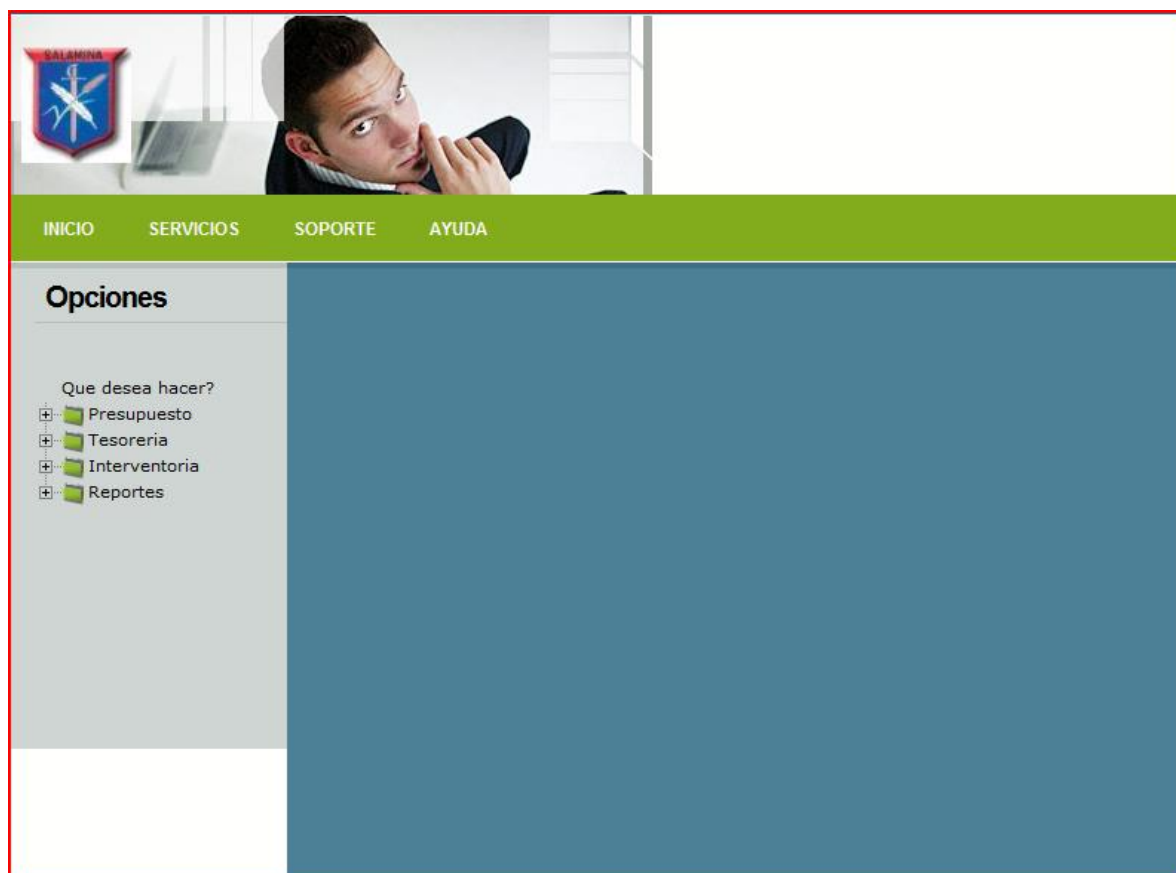 SALAMINA
INICIO SERVICIOS SOPORTE AYUDA
Opciones
Que desea hacer?
Presupuesto
Tesoreria
Interventoria
Reportes